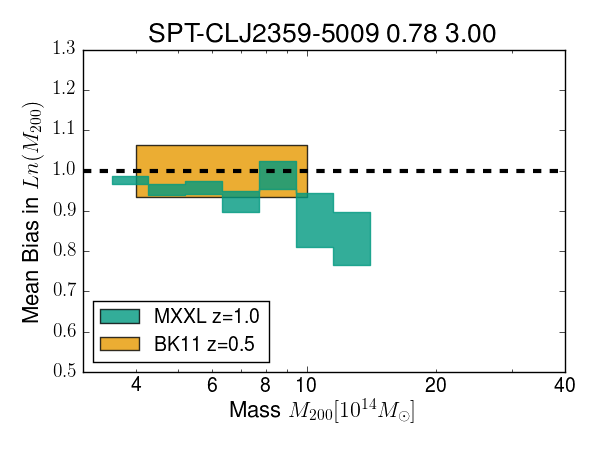 SPT-CLJ2359-5009 0.78 3.00
1.3
1.2
1.1
1.0
0.9
0.8
0.7
0.6
0.5
Mean Bias in Ln(M₂₀₀)
MXXL z=1.0
BK11 z=0.5
4 6 8 10 20 40
Mass M₂₀₀[10¹⁴M☉]